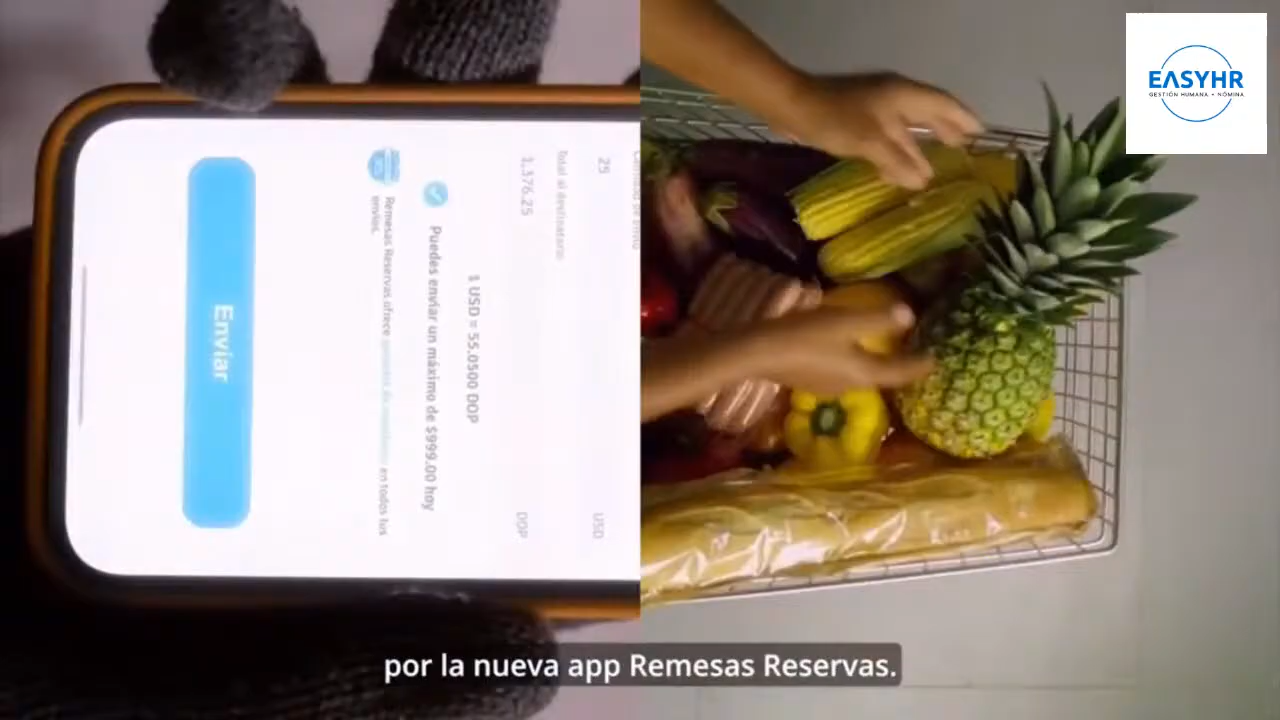 EASYHR
GESTIÓN HUMANA + NÓMINA
25
USD
Total al destinatario
1,376.25
DOP
1 USD = 55.0500 DOP
Puedes enviar un máximo de $999.00 hoy
Remesas Reservas ofrece
en todos tus
envíos.
Enviar
por la nueva app Remesas Reservas.